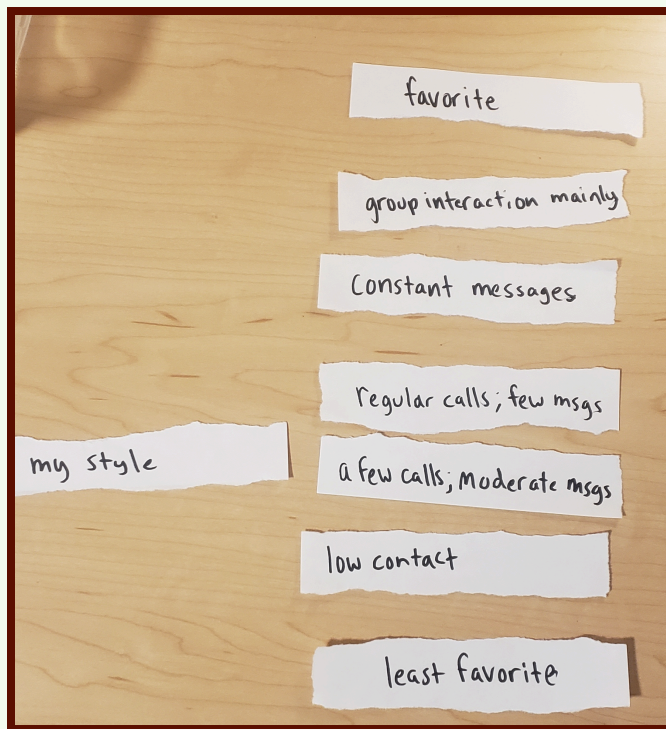 favorite
group interaction mainly
Constant messages
regular calls; few msgs
my style
a few calls; moderate msgs
low contact
least favorite